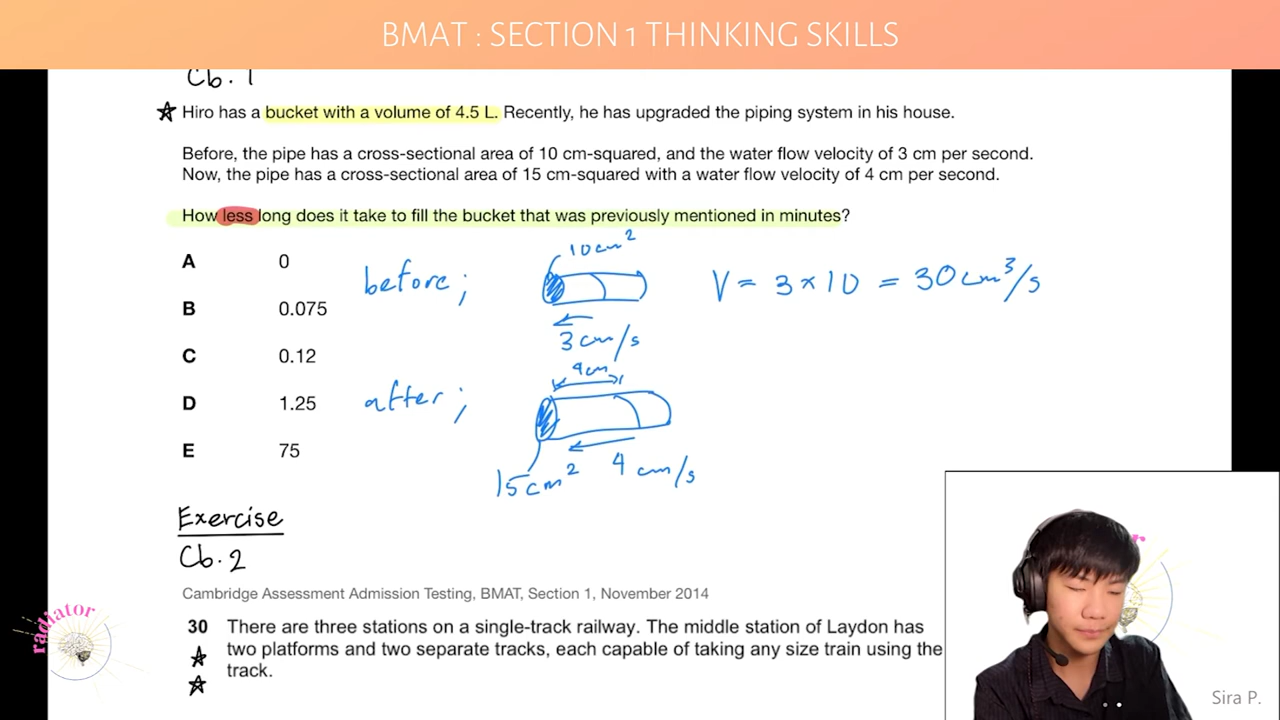 BMAT : SECTION 1 THINKING SKILLS
Cb. 1
Hiro has a bucket with a volume of 4.5 L. Recently, he has upgraded the piping system in his house.
Before, the pipe has a cross-sectional area of 10 cm-squared, and the water flow velocity of 3 cm per second.
Now, the pipe has a cross-sectional area of 15 cm-squared with a water flow velocity of 4 cm per second.
How less long does it take to fill the bucket that was previously mentioned in minutes?
A 0
B 0.075
C 0.12
D 1.25
E 75
before;
10cm²
3 cm/s
V = 3 × 10 = 30 cm³/s
after;
4cm
15cm²
4 cm/s
Exercise
Cb. 2
Cambridge Assessment Admission Testing, BMAT, Section 1, November 2014
30 There are three stations on a single-track railway. The middle station of Laydon has
two platforms and two separate tracks, each capable of taking any size train using the
track.
radiator
Sira P.